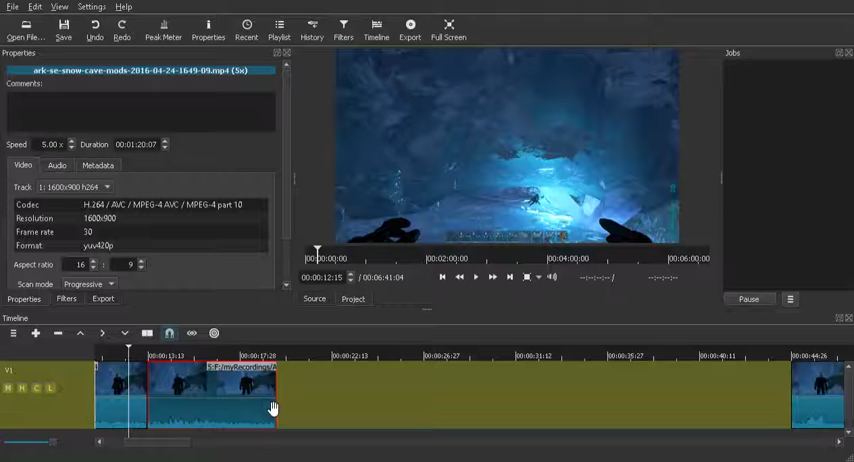 File Edit View Settings Help
Open File... Save Undo Redo Peak Meter Properties Recent Playlist History Filters Timeline Export Full Screen
Properties
Jobs
ark-se-snow-cave-mods-2016-04-24-1649-09.mp4 (5x)
Comments:
Speed 5.00 x Duration 00:01:20:07
Video Audio Metadata
Track 1: 1600x900 h264
Codec H.264 / AVC / MPEG-4 AVC / MPEG-4 part 10
Resolution 1600x900
Frame rate 30
Format yuv420p
Aspect ratio 16 : 9
Scan mode Progressive
00:00:00:00 00:02:00:00 00:04:00:00 00:06:00:00
00:00:12:15 / 00:06:41:04 --:--:--:-- / --:--:--:--
Properties Filters Export
Source Project
Pause
Timeline
00:00:13:13 00:00:17:28 00:00:22:13 00:00:26:27 00:00:31:12 00:00:35:27 00:00:40:11 00:00:44:26
V1
M H C L